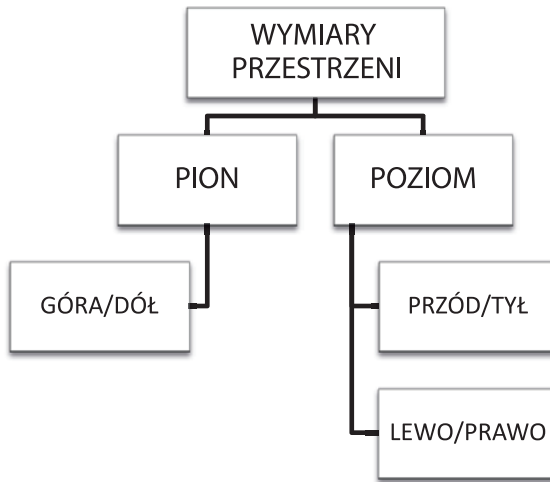 WYMIARY
PRZESTRZENI
PION
POZIOM
GÓRA/DÓŁ
PRZÓD/TYŁ
LEWO/PRAWO